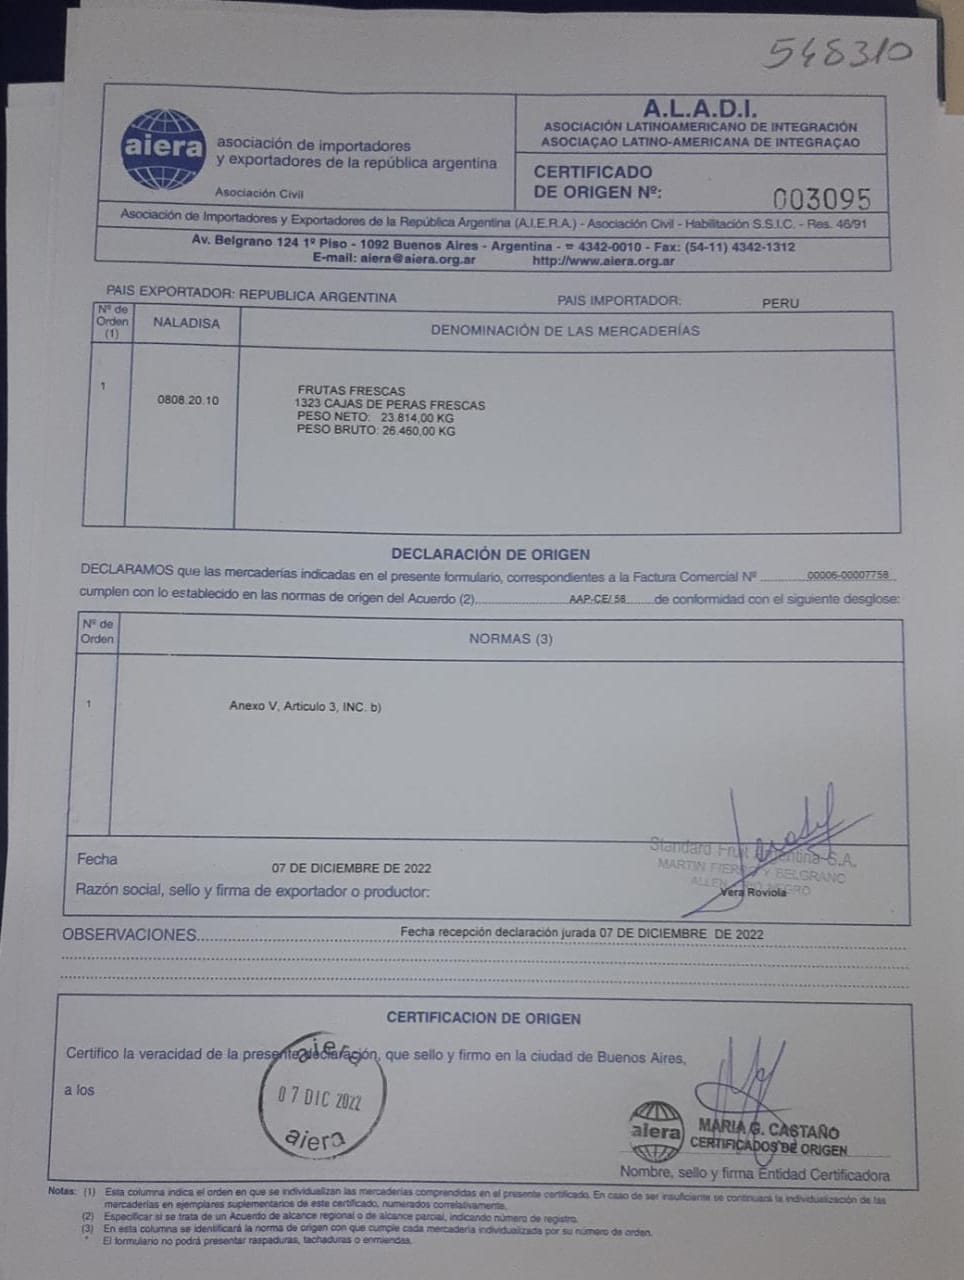 548310
aiera
asociación de importadores
y exportadores de la república argentina
Asociación Civil
A.L.A.D.I.
ASOCIACIÓN LATINOAMERICANO DE INTEGRACIÓN
ASOCIAÇAO LATINO-AMERICANA DE INTEGRAÇAO
CERTIFICADO
DE ORIGEN Nº:
003095
Asociación de Importadores y Exportadores de la República Argentina (A.I.E.R.A.) - Asociación Civil - Habilitación S.S.I.C. - Res. 46/91
Av. Belgrano 124 1º Piso - 1092 Buenos Aires - Argentina - ☎ 4342-0010 - Fax: (54-11) 4342-1312
E-mail: aiera@aiera.org.ar http://www.aiera.org.ar
PAIS EXPORTADOR: REPUBLICA ARGENTINA PAIS IMPORTADOR: PERU
Nº de
Orden
(1)
NALADISA
DENOMINACIÓN DE LAS MERCADERÍAS
1
0808.20.10
FRUTAS FRESCAS
1323 CAJAS DE PERAS FRESCAS
PESO NETO: 23.814,00 KG
PESO BRUTO: 26.460,00 KG
DECLARACIÓN DE ORIGEN
DECLARAMOS que las mercaderías indicadas en el presente formulario, correspondientes a la Factura Comercial Nº 00006-00007758
cumplen con lo establecido en las normas de origen del Acuerdo (2) AAP-CE/ 58 de conformidad con el siguiente desglose:
Nº de
Orden
NORMAS (3)
1
Anexo V, Articulo 3, INC. b)
Fecha
07 DE DICIEMBRE DE 2022
Razón social, sello y firma de exportador o productor:
Standard Fruit Argentina S.A.
MARTIN FIERRO Y BELGRANO
ALLEN NEGRO
Vera Roviola
OBSERVACIONES Fecha recepción declaración jurada 07 DE DICIEMBRE DE 2022
CERTIFICACION DE ORIGEN
Certifico la veracidad de la presente declaración, que sello y firmo en la ciudad de Buenos Aires,
a los
aiera
07 DIC 2022
aiera
aiera
MARIA G. CASTAÑO
CERTIFICADOS DE ORIGEN
Nombre, sello y firma Entidad Certificadora
Notas: (1) Esta columna indica el orden en que se individualizan las mercaderías comprendidas en el presente certificado. En caso de ser insuficiente se continuará la individualización de las
mercaderías en ejemplares suplementarios de este certificado, numerados correlativamente.
(2) Especificar si se trata de un Acuerdo de alcance regional o de alcance parcial, indicando número de registro.
(3) En esta columna se identificará la norma de origen con que cumple cada mercadería individualizada por su número de orden.
* El formulario no podrá presentar raspaduras, tachaduras o enmiendas.